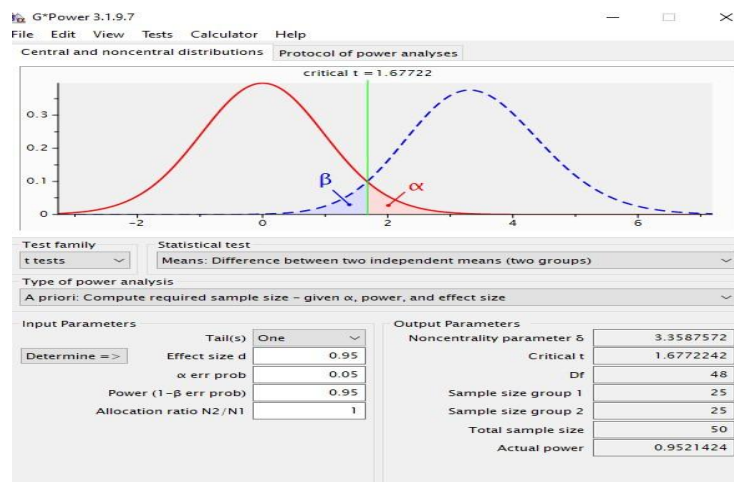 G*Power 3.1.9.7
File Edit View Tests Calculator Help
Central and noncentral distributions Protocol of power analyses
critical t = 1.67722
0.3
0.2
0.1
0
β
α
-2 0 2 4 6
Test family Statistical test
t tests Means: Difference between two independent means (two groups)
Type of power analysis
A priori: Compute required sample size – given α, power, and effect size
Input Parameters Output Parameters
Tail(s) One Noncentrality parameter δ 3.3587572
Determine => Effect size d 0.95 Critical t 1.6772242
α err prob 0.05 Df 48
Power (1-β err prob) 0.95 Sample size group 1 25
Allocation ratio N2/N1 1 Sample size group 2 25
Total sample size 50
Actual power 0.9521424